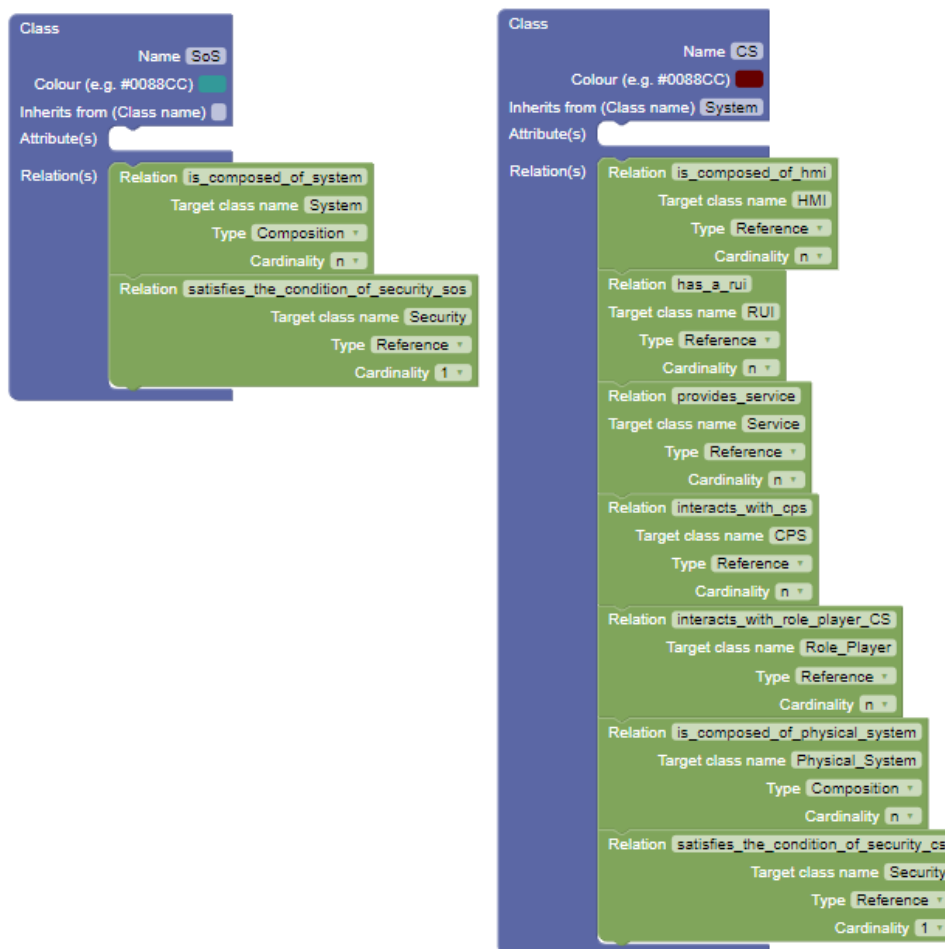 Class
Name SoS
Colour (e.g. #0088CC)
Inherits from (Class name)
Attribute(s)
Relation(s)
Relation is_composed_of_system
Target class name System
Type Composition
Cardinality n
Relation satisfies_the_condition_of_security_sos
Target class name Security
Type Reference
Cardinality 1
Class
Name CS
Colour (e.g. #0088CC)
Inherits from (Class name) System
Attribute(s)
Relation(s)
Relation is_composed_of_hmi
Target class name HMI
Type Reference
Cardinality n
Relation has_a_rui
Target class name RUI
Type Reference
Cardinality n
Relation provides_service
Target class name Service
Type Reference
Cardinality n
Relation interacts_with_cps
Target class name CPS
Type Reference
Cardinality n
Relation interacts_with_role_player_CS
Target class name Role_Player
Type Reference
Cardinality n
Relation is_composed_of_physical_system
Target class name Physical_System
Type Composition
Cardinality n
Relation satisfies_the_condition_of_security_cs
Target class name Security
Type Reference
Cardinality 1